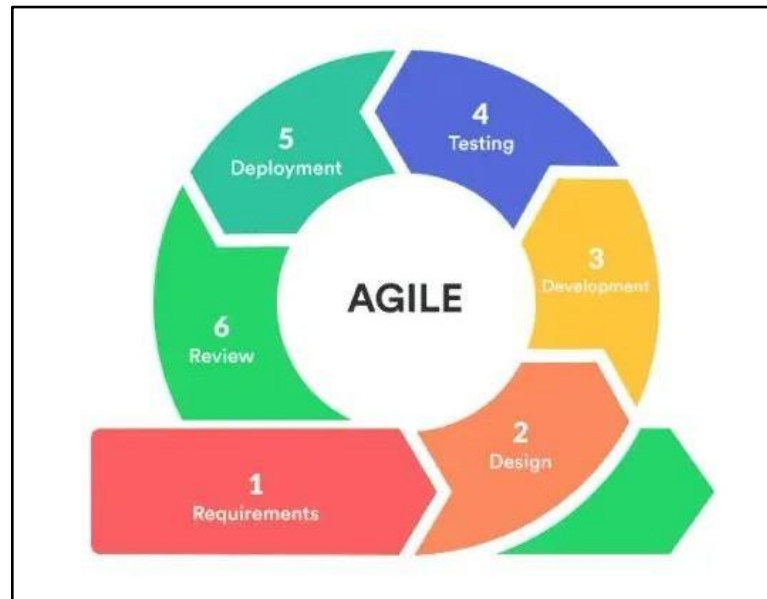 AGILE
1
Requirements
2
Design
3
Development
4
Testing
5
Deployment
6
Review